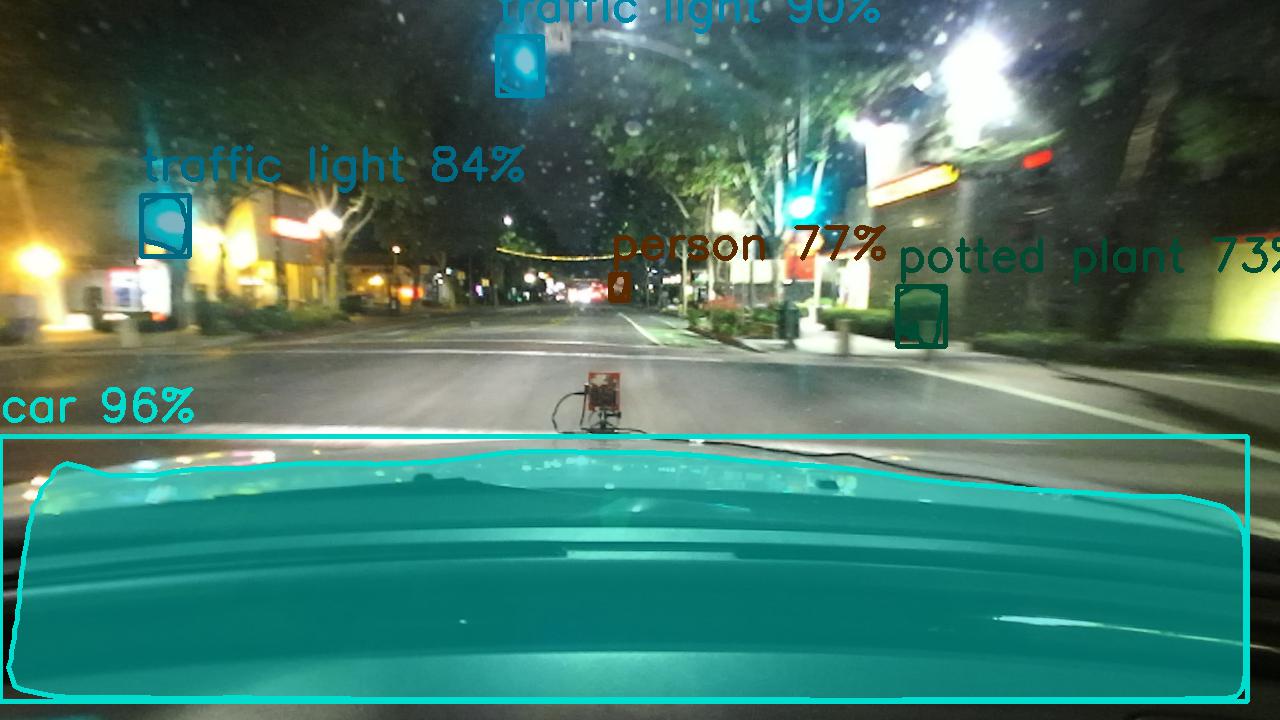 traffic light 90%
traffic light 84%
person 77%
potted plant 73%
car 96%